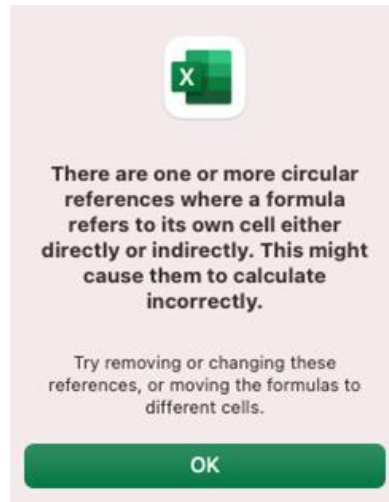 X
There are one or more circular
references where a formula
refers to its own cell either
directly or indirectly. This might
cause them to calculate
incorrectly.
Try removing or changing these
references, or moving the formulas to
different cells.
OK